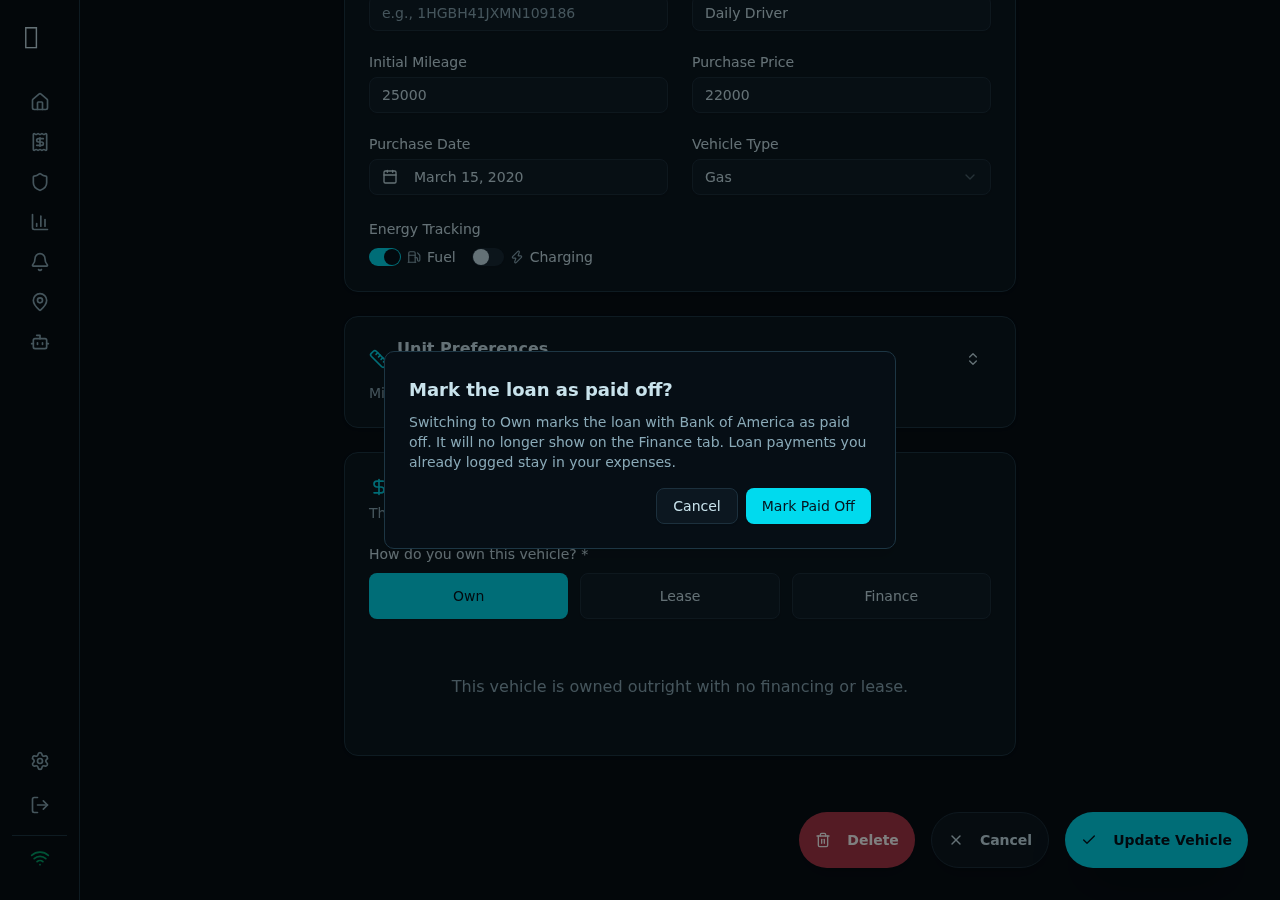 e.g., 1HGBH41JXMN109186
Daily Driver
Initial Mileage
Purchase Price
25000
22000
Purchase Date
Vehicle Type
March 15, 2020
Gas
Energy Tracking
Fuel
Charging
Unit Preferences
Mi
Mark the loan as paid off?
Switching to Own marks the loan with Bank of America as paid
off. It will no longer show on the Finance tab. Loan payments you
already logged stay in your expenses.
Cancel
Mark Paid Off
Th
How do you own this vehicle? *
Own
Lease
Finance
This vehicle is owned outright with no financing or lease.
Delete
Cancel
Update Vehicle